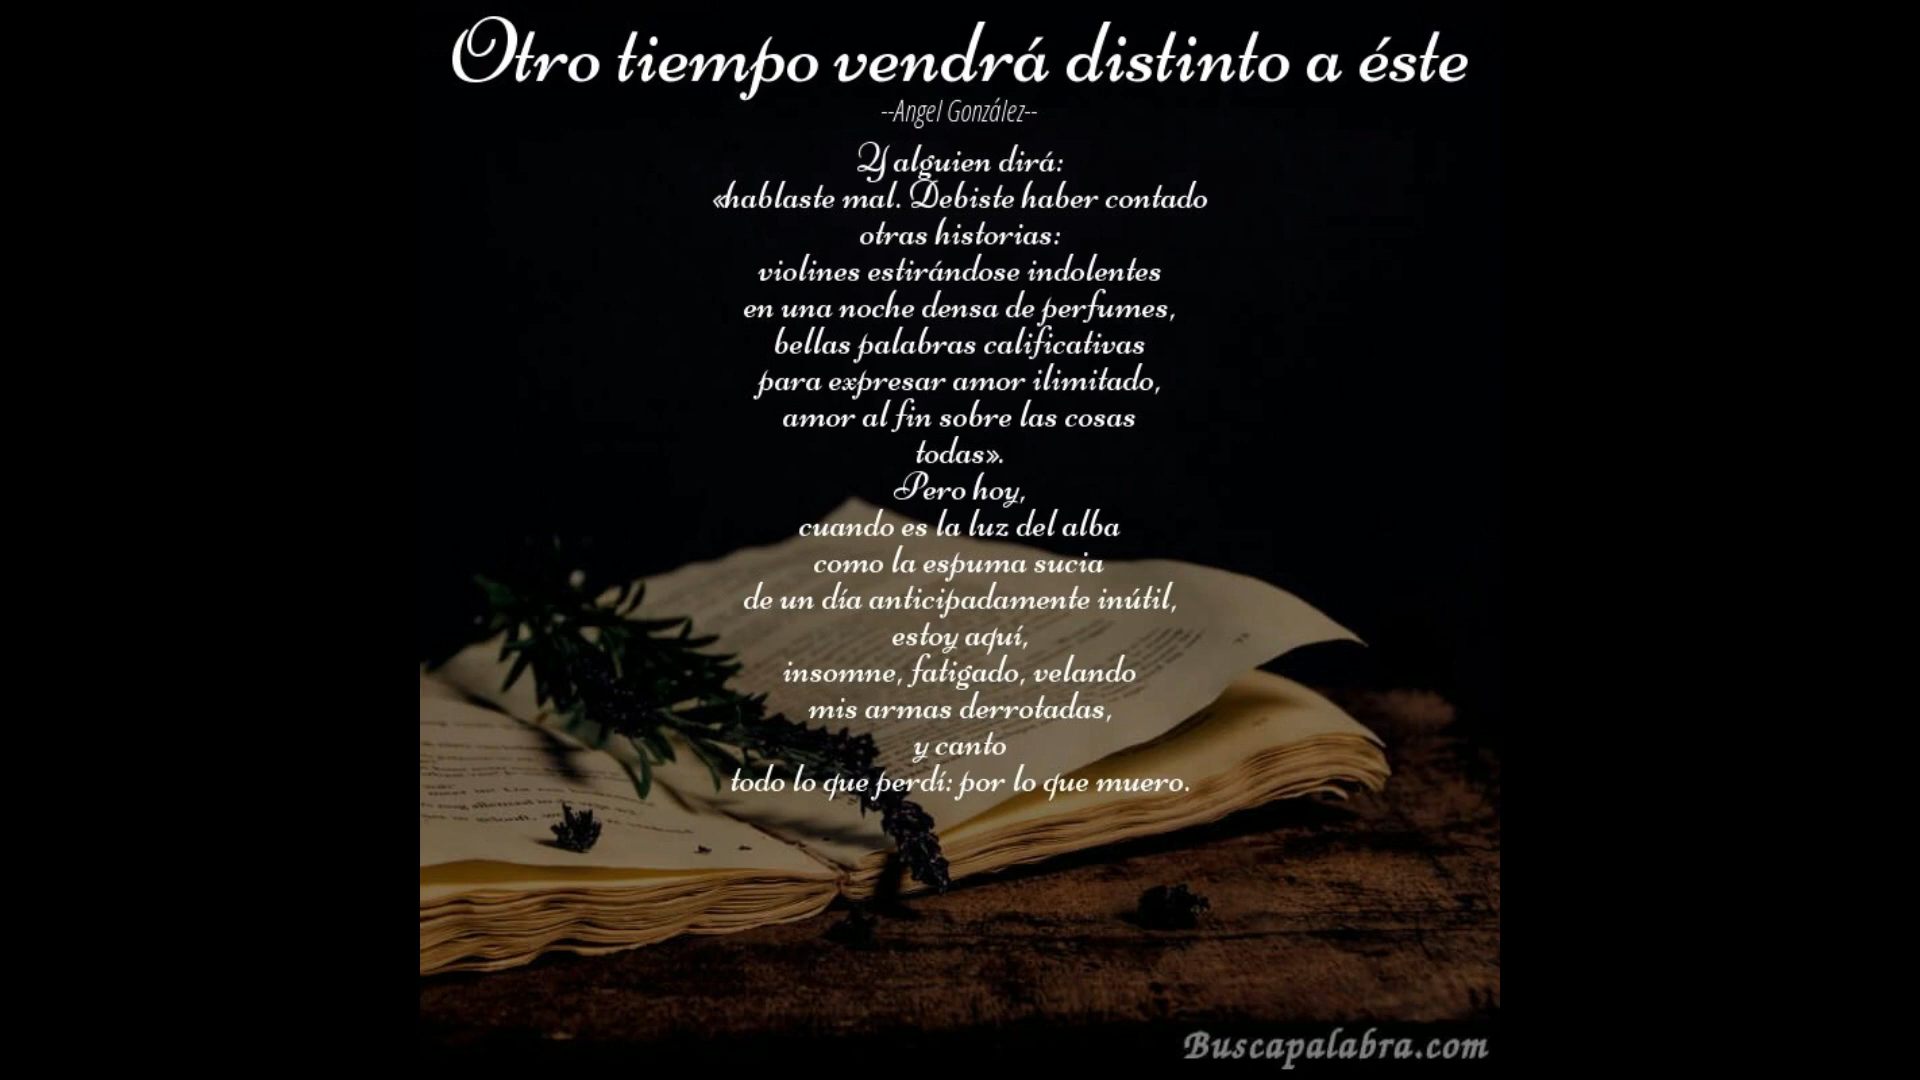 Otro tiempo vendrá distinto a éste
--Angel González--
Y alguien dirá:
«hablaste mal. Debiste haber contado
otras historias:
violines estirándose indolentes
en una noche densa de perfumes,
bellas palabras calificativas
para expresar amor ilimitado,
amor al fin sobre las cosas
todas».
Pero hoy,
cuando es la luz del alba
como la espuma sucia
de un día anticipadamente inútil,
estoy aquí,
insomne, fatigado, velando
mis armas derrotadas,
y canto
todo lo que perdí: por lo que muero.
Buscapalabra.com